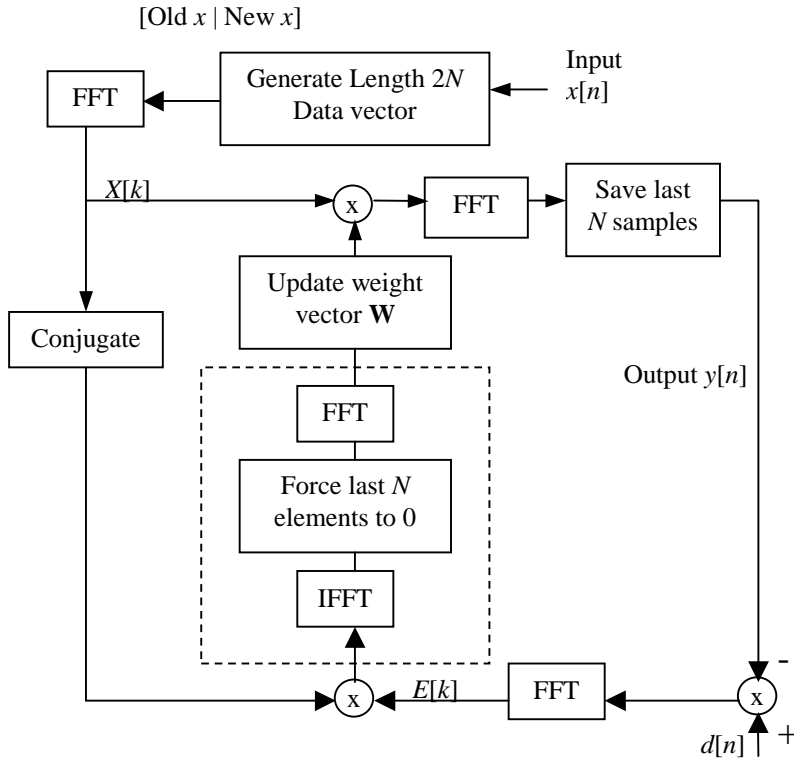 [Old x | New x]
FFT
Generate Length 2N
Data vector
Input
x[n]
X[k]
x
FFT
Save last
N samples
Update weight
vector W
Conjugate
Output y[n]
FFT
Force last N
elements to 0
IFFT
-
x
E[k]
FFT
x
+
d[n]